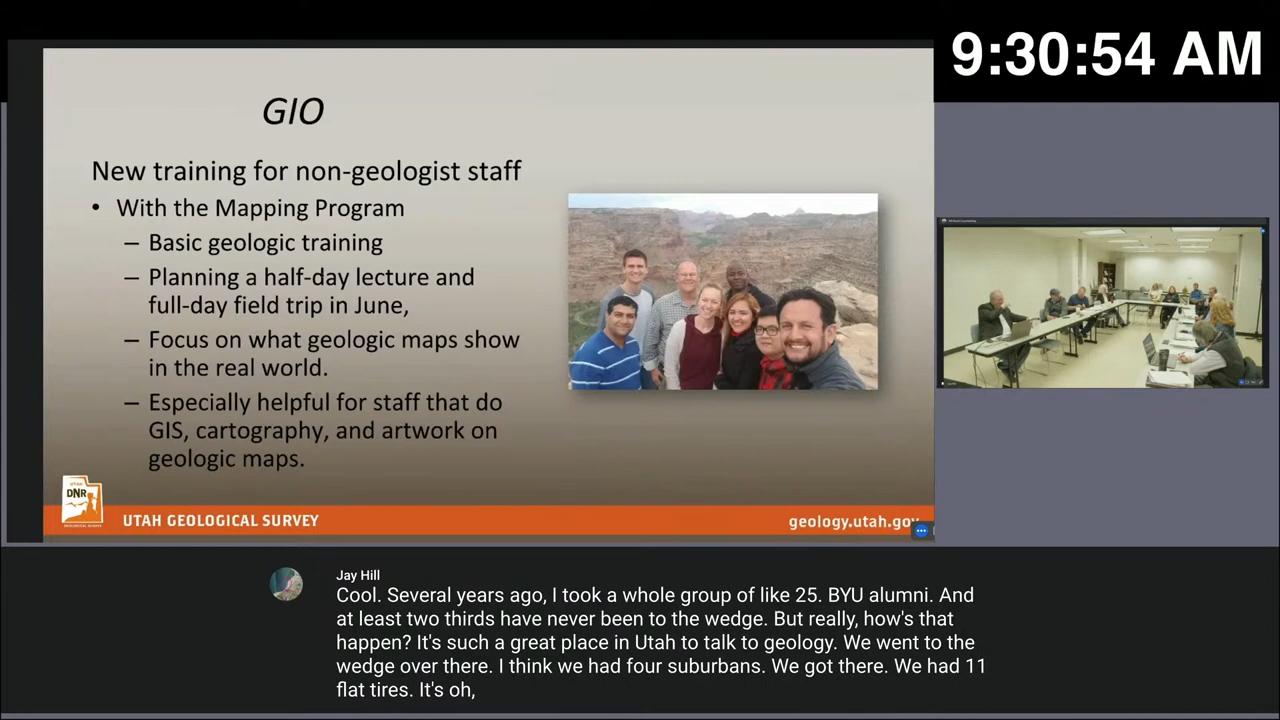 9:30:54 AM
GIO
New training for non-geologist staff
• With the Mapping Program
– Basic geologic training
– Planning a half-day lecture and
full-day field trip in June,
– Focus on what geologic maps show
in the real world.
– Especially helpful for staff that do
GIS, cartography, and artwork on
geologic maps.
UTAH
DNR
UTAH GEOLOGICAL SURVEY
geology.utah.gov
Jay Hill
Cool. Several years ago, I took a whole group of like 25. BYU alumni. And
at least two thirds have never been to the wedge. But really, how's that
happen? It's such a great place in Utah to talk to geology. We went to the
wedge over there. I think we had four suburbans. We got there. We had 11
flat tires. It's oh,